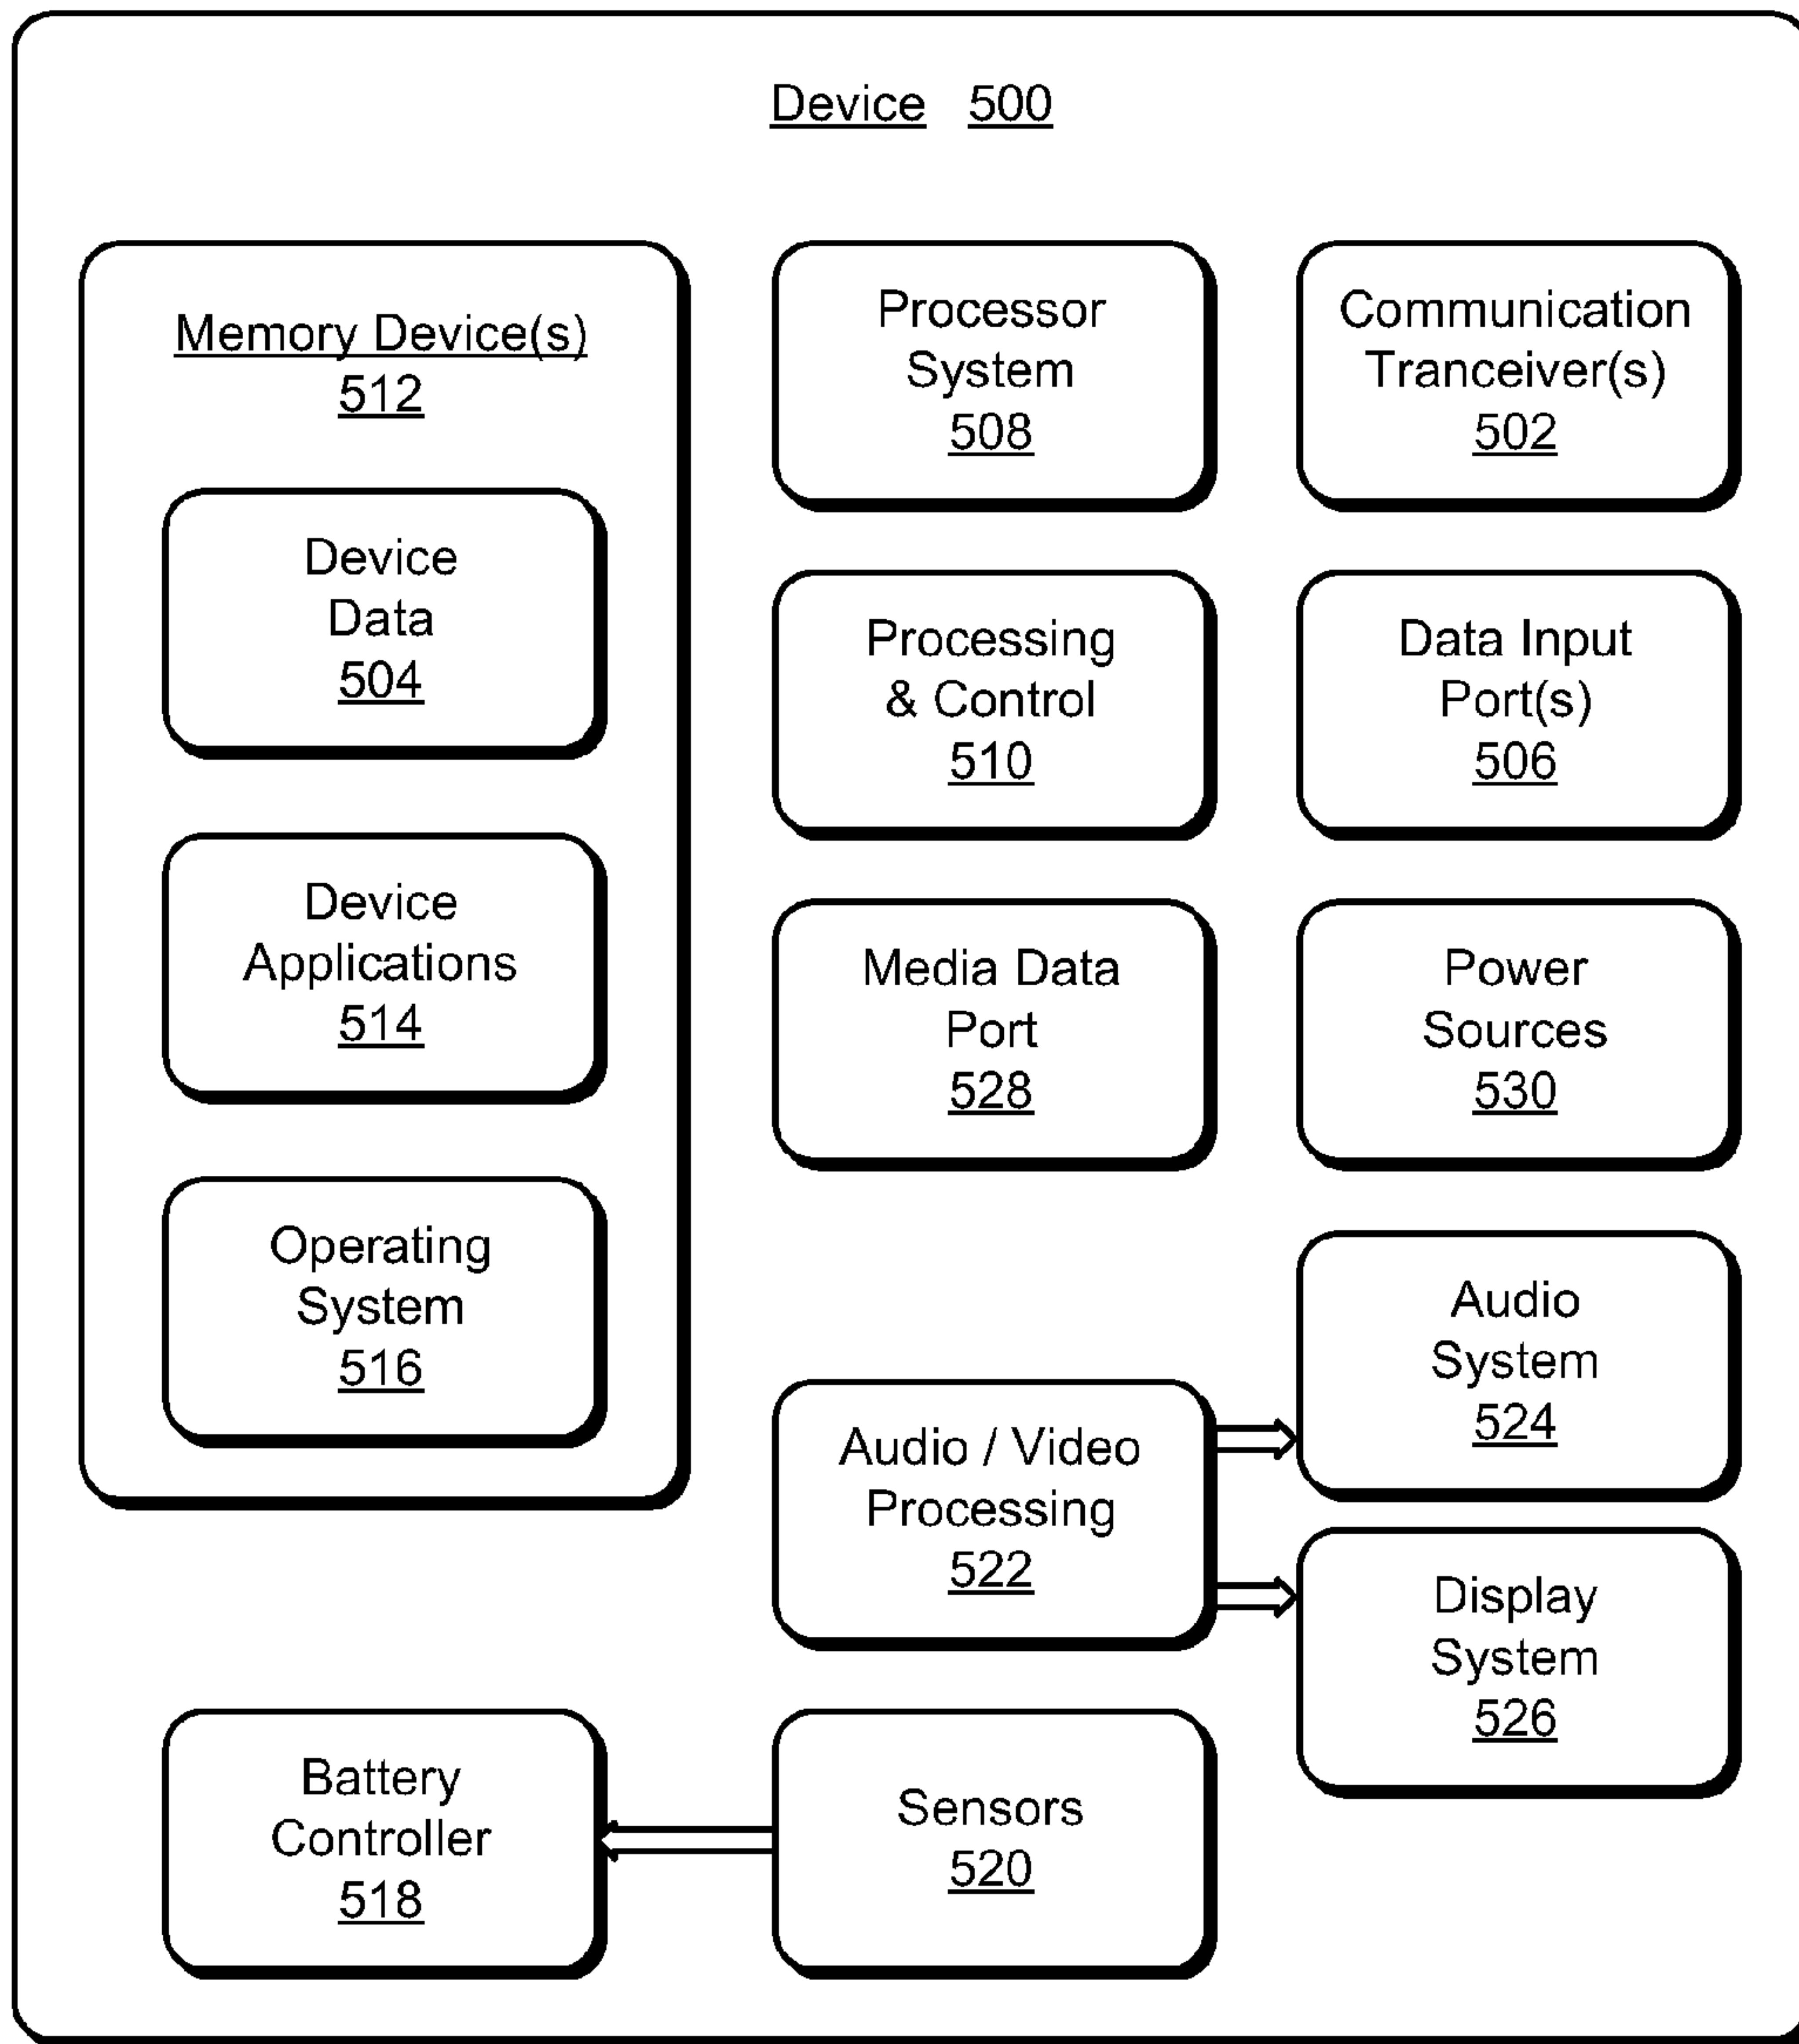 Device 500
Memory Device(s)
512
Device
Data
504
Device
Applications
514
Operating
System
516
Processor
System
508
Communication
Tranceiver(s)
502
Processing
& Control
510
Data Input
Port(s)
506
Media Data
Port
528
Power
Sources
530
Audio / Video
Processing
522
Audio
System
524
Display
System
526
Battery
Controller
518
Sensors
520